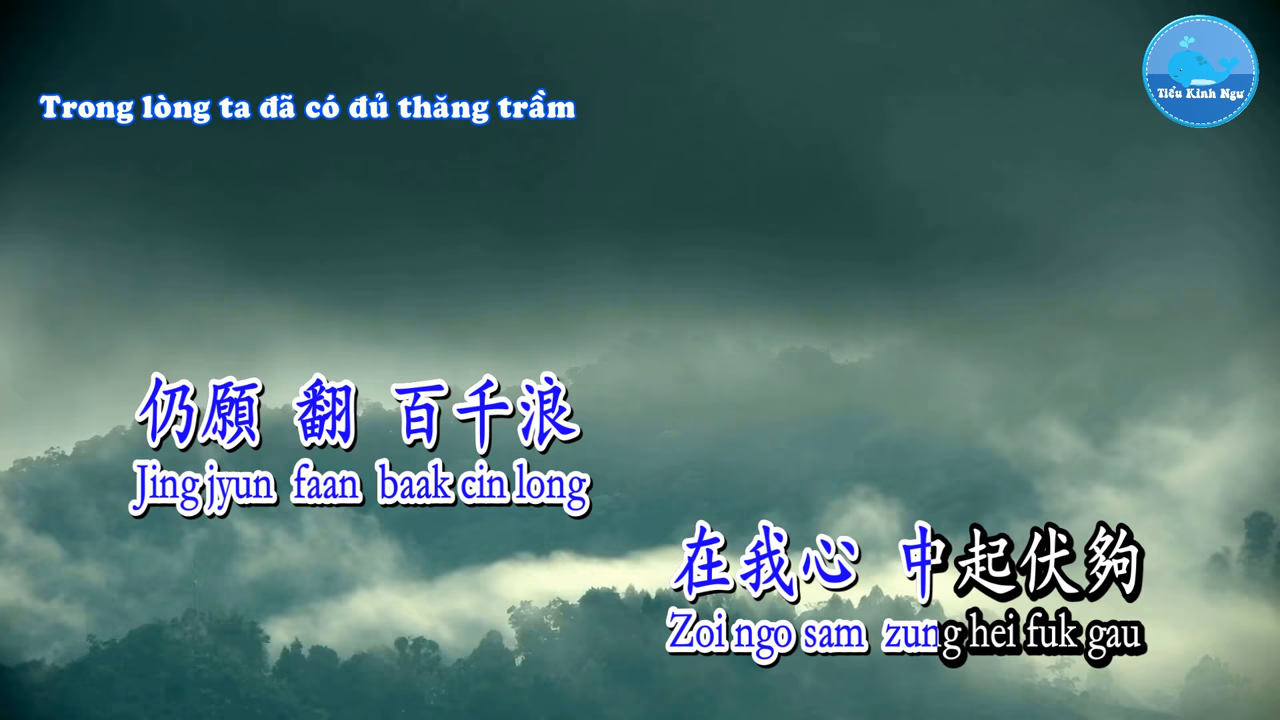 Trong lòng ta đã có đủ thăng trầm
Tiểu Kình Ngư
仍願 翻 百千浪
Jing jyun faan baak cin long
在我心 中起伏夠
Zoi ngo sam zung hei fuk gau